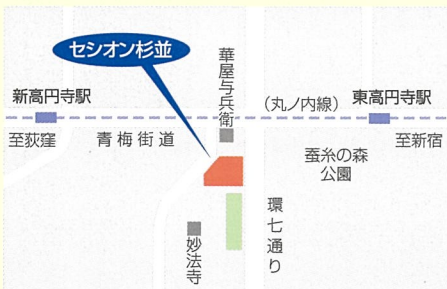 セシオン杉並
華屋与兵衛
新高円寺駅
(丸ノ内線)
東高円寺駅
至荻窪
青梅街道
至新宿
蚕糸の森
公園
環七通り
妙法寺